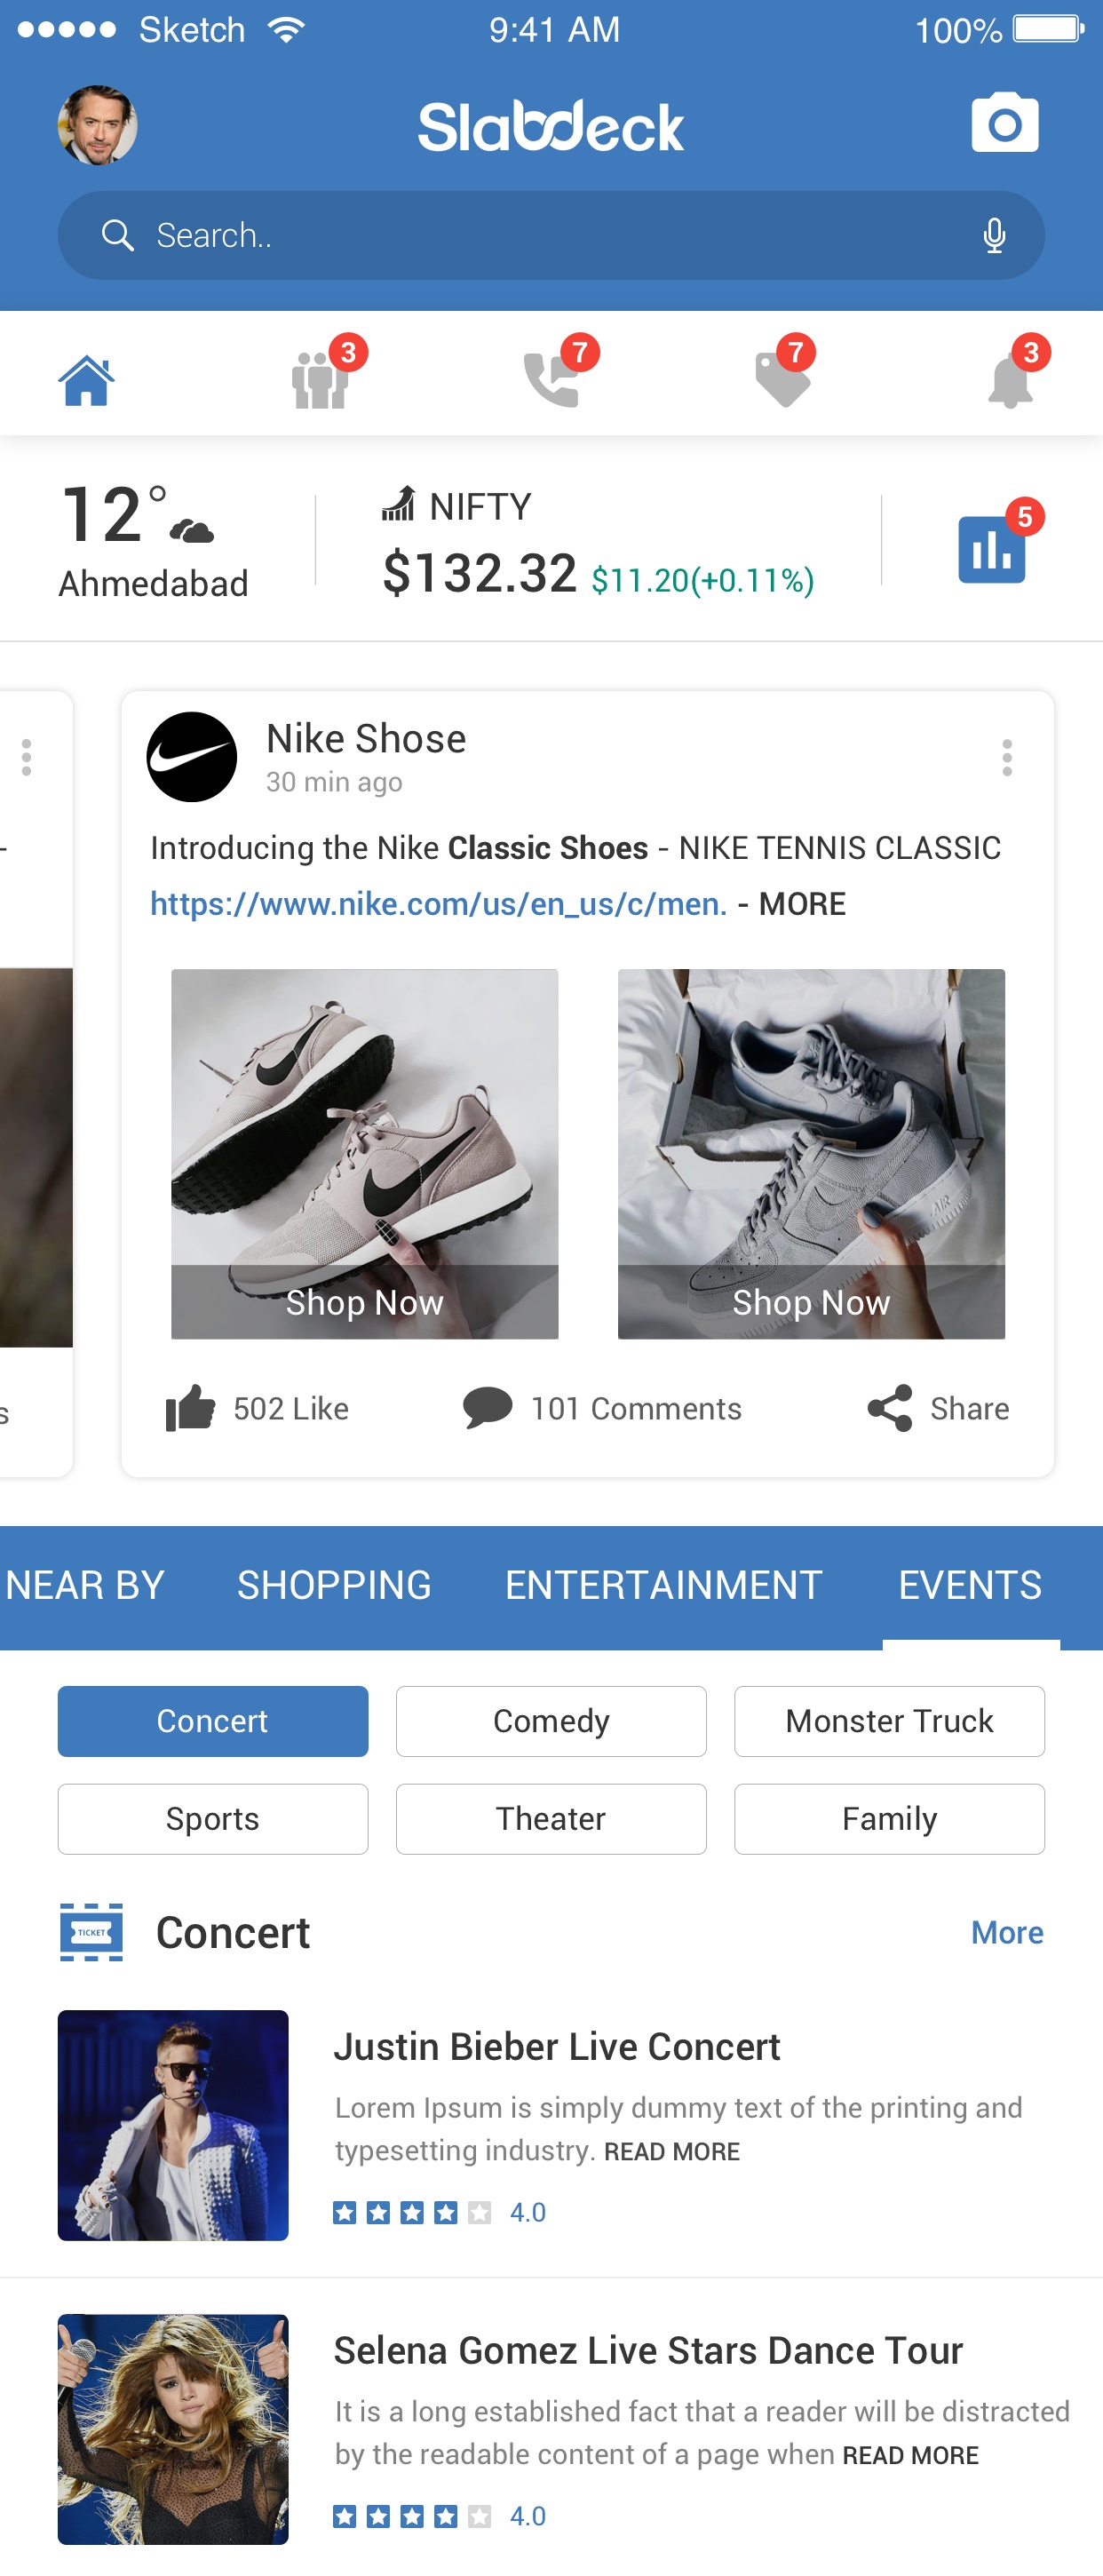 Sketch 9:41 AM 100%
Slabdeck
Search..
3 7 7 3
12°
Ahmedabad
NIFTY
$132.32 $11.20(+0.11%)
5
Nike Shose
30 min ago
Introducing the Nike Classic Shoes - NIKE TENNIS CLASSIC
https://www.nike.com/us/en_us/c/men. - MORE
AIR
Shop Now Shop Now
s
502 Like 101 Comments Share
NEAR BY SHOPPING ENTERTAINMENT EVENTS
Concert Comedy Monster Truck
Sports Theater Family
TICKET
Concert More
Justin Bieber Live Concert
Lorem Ipsum is simply dummy text of the printing and
typesetting industry. READ MORE
4.0
Selena Gomez Live Stars Dance Tour
It is a long established fact that a reader will be distracted
by the readable content of a page when READ MORE
4.0